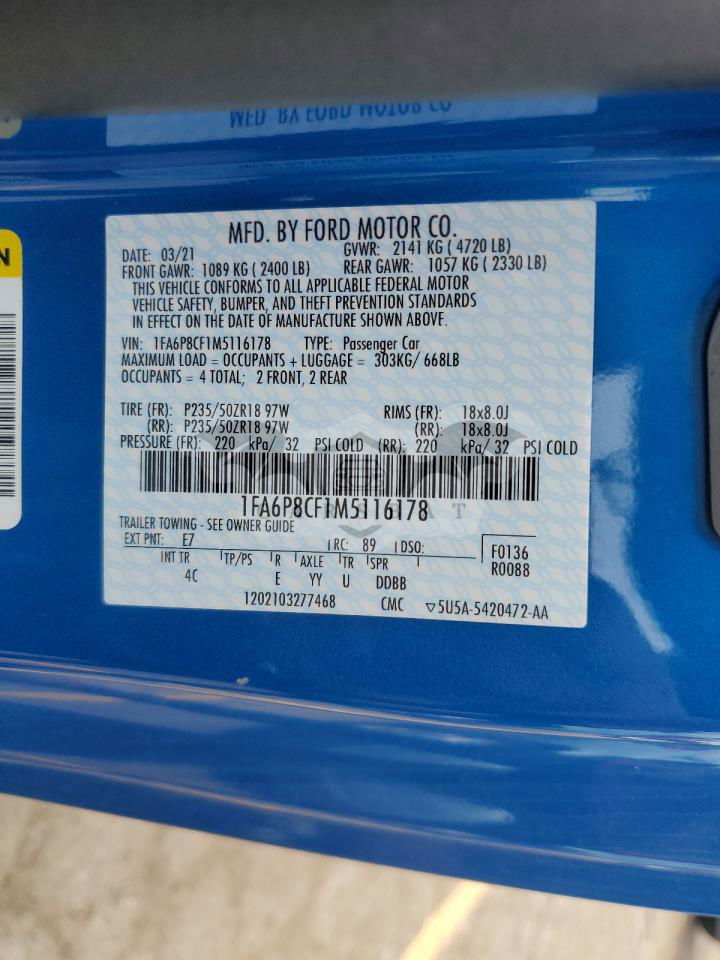 MFD. BY FORD MOTOR CO.
N
MFD. BY FORD MOTOR CO.
DATE: 03/21 GVWR: 2141 KG ( 4720 LB)
FRONT GAWR: 1089 KG ( 2400 LB) REAR GAWR: 1057 KG ( 2330 LB)
THIS VEHICLE CONFORMS TO ALL APPLICABLE FEDERAL MOTOR
VEHICLE SAFETY, BUMPER, AND THEFT PREVENTION STANDARDS
IN EFFECT ON THE DATE OF MANUFACTURE SHOWN ABOVE.
VIN: 1FA6P8CF1M5116178 TYPE: Passenger Car
MAXIMUM LOAD = OCCUPANTS + LUGGAGE = 303KG/ 668LB
OCCUPANTS = 4 TOTAL; 2 FRONT, 2 REAR
TIRE (FR): P235/50ZR18 97W RIMS (FR): 18x8.0J
(RR): P235/50ZR18 97W (RR): 18x8.0J
PRESSURE (FR): 220 kPa/ 32 PSI COLD (RR): 220 kPa/ 32 PSI COLD
1FA6P8CF1M5116178
TRAILER TOWING - SEE OWNER GUIDE
EXT PNT: E7 RC: 89 DSO: F0136
INT TR TP/PS R AXLE TR SPR R0088
4C E YY U DDBB
1202103277468 CMC ▽5U5A-5420472-AA